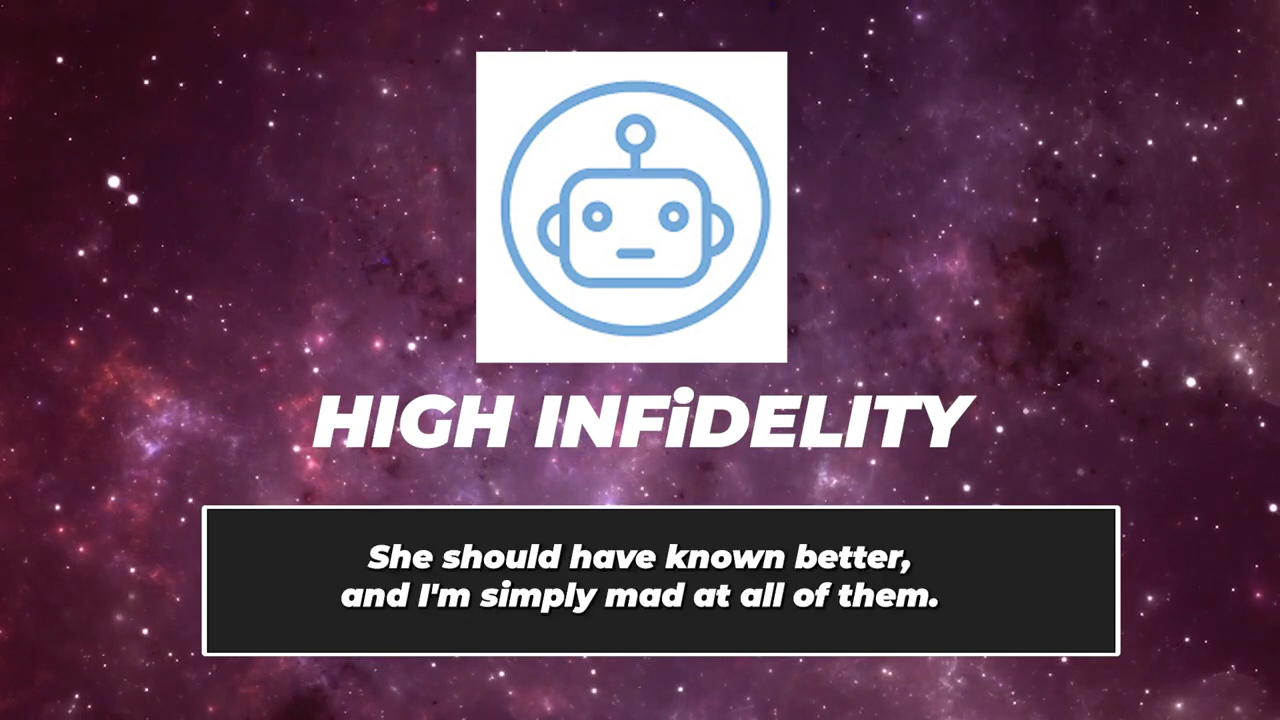 HIGH INFiDELITY
She should have known better,
and I'm simply mad at all of them.